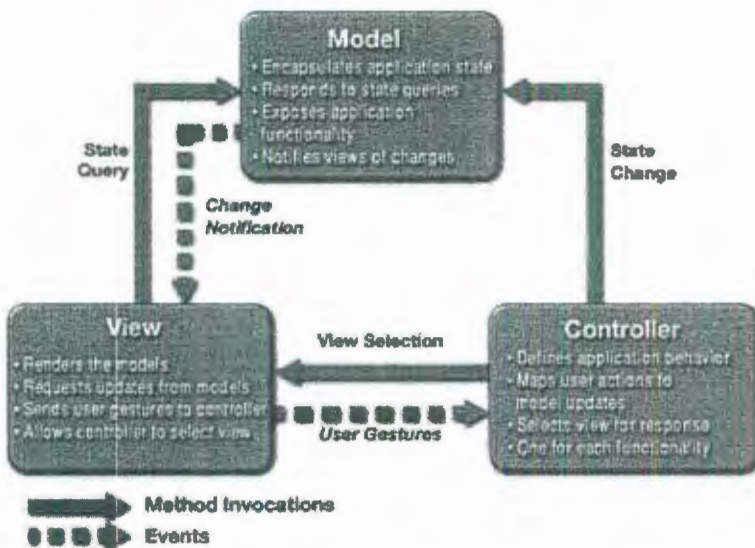 Model
• Encapsulates application state
• Responds to state queries
• Exposes application
functionality
• Notifies views of changes
State
Query
Change
Notification
State
Change
View
• Renders the models
• Requests updates from models
• Sends user gestures to controller
• Allows controller to select view
View Selection
User Gestures
Controller
• Defines application behavior
• Maps user actions to
model updates
• Selects view for response
• One for each functionality
Method Invocations
Events